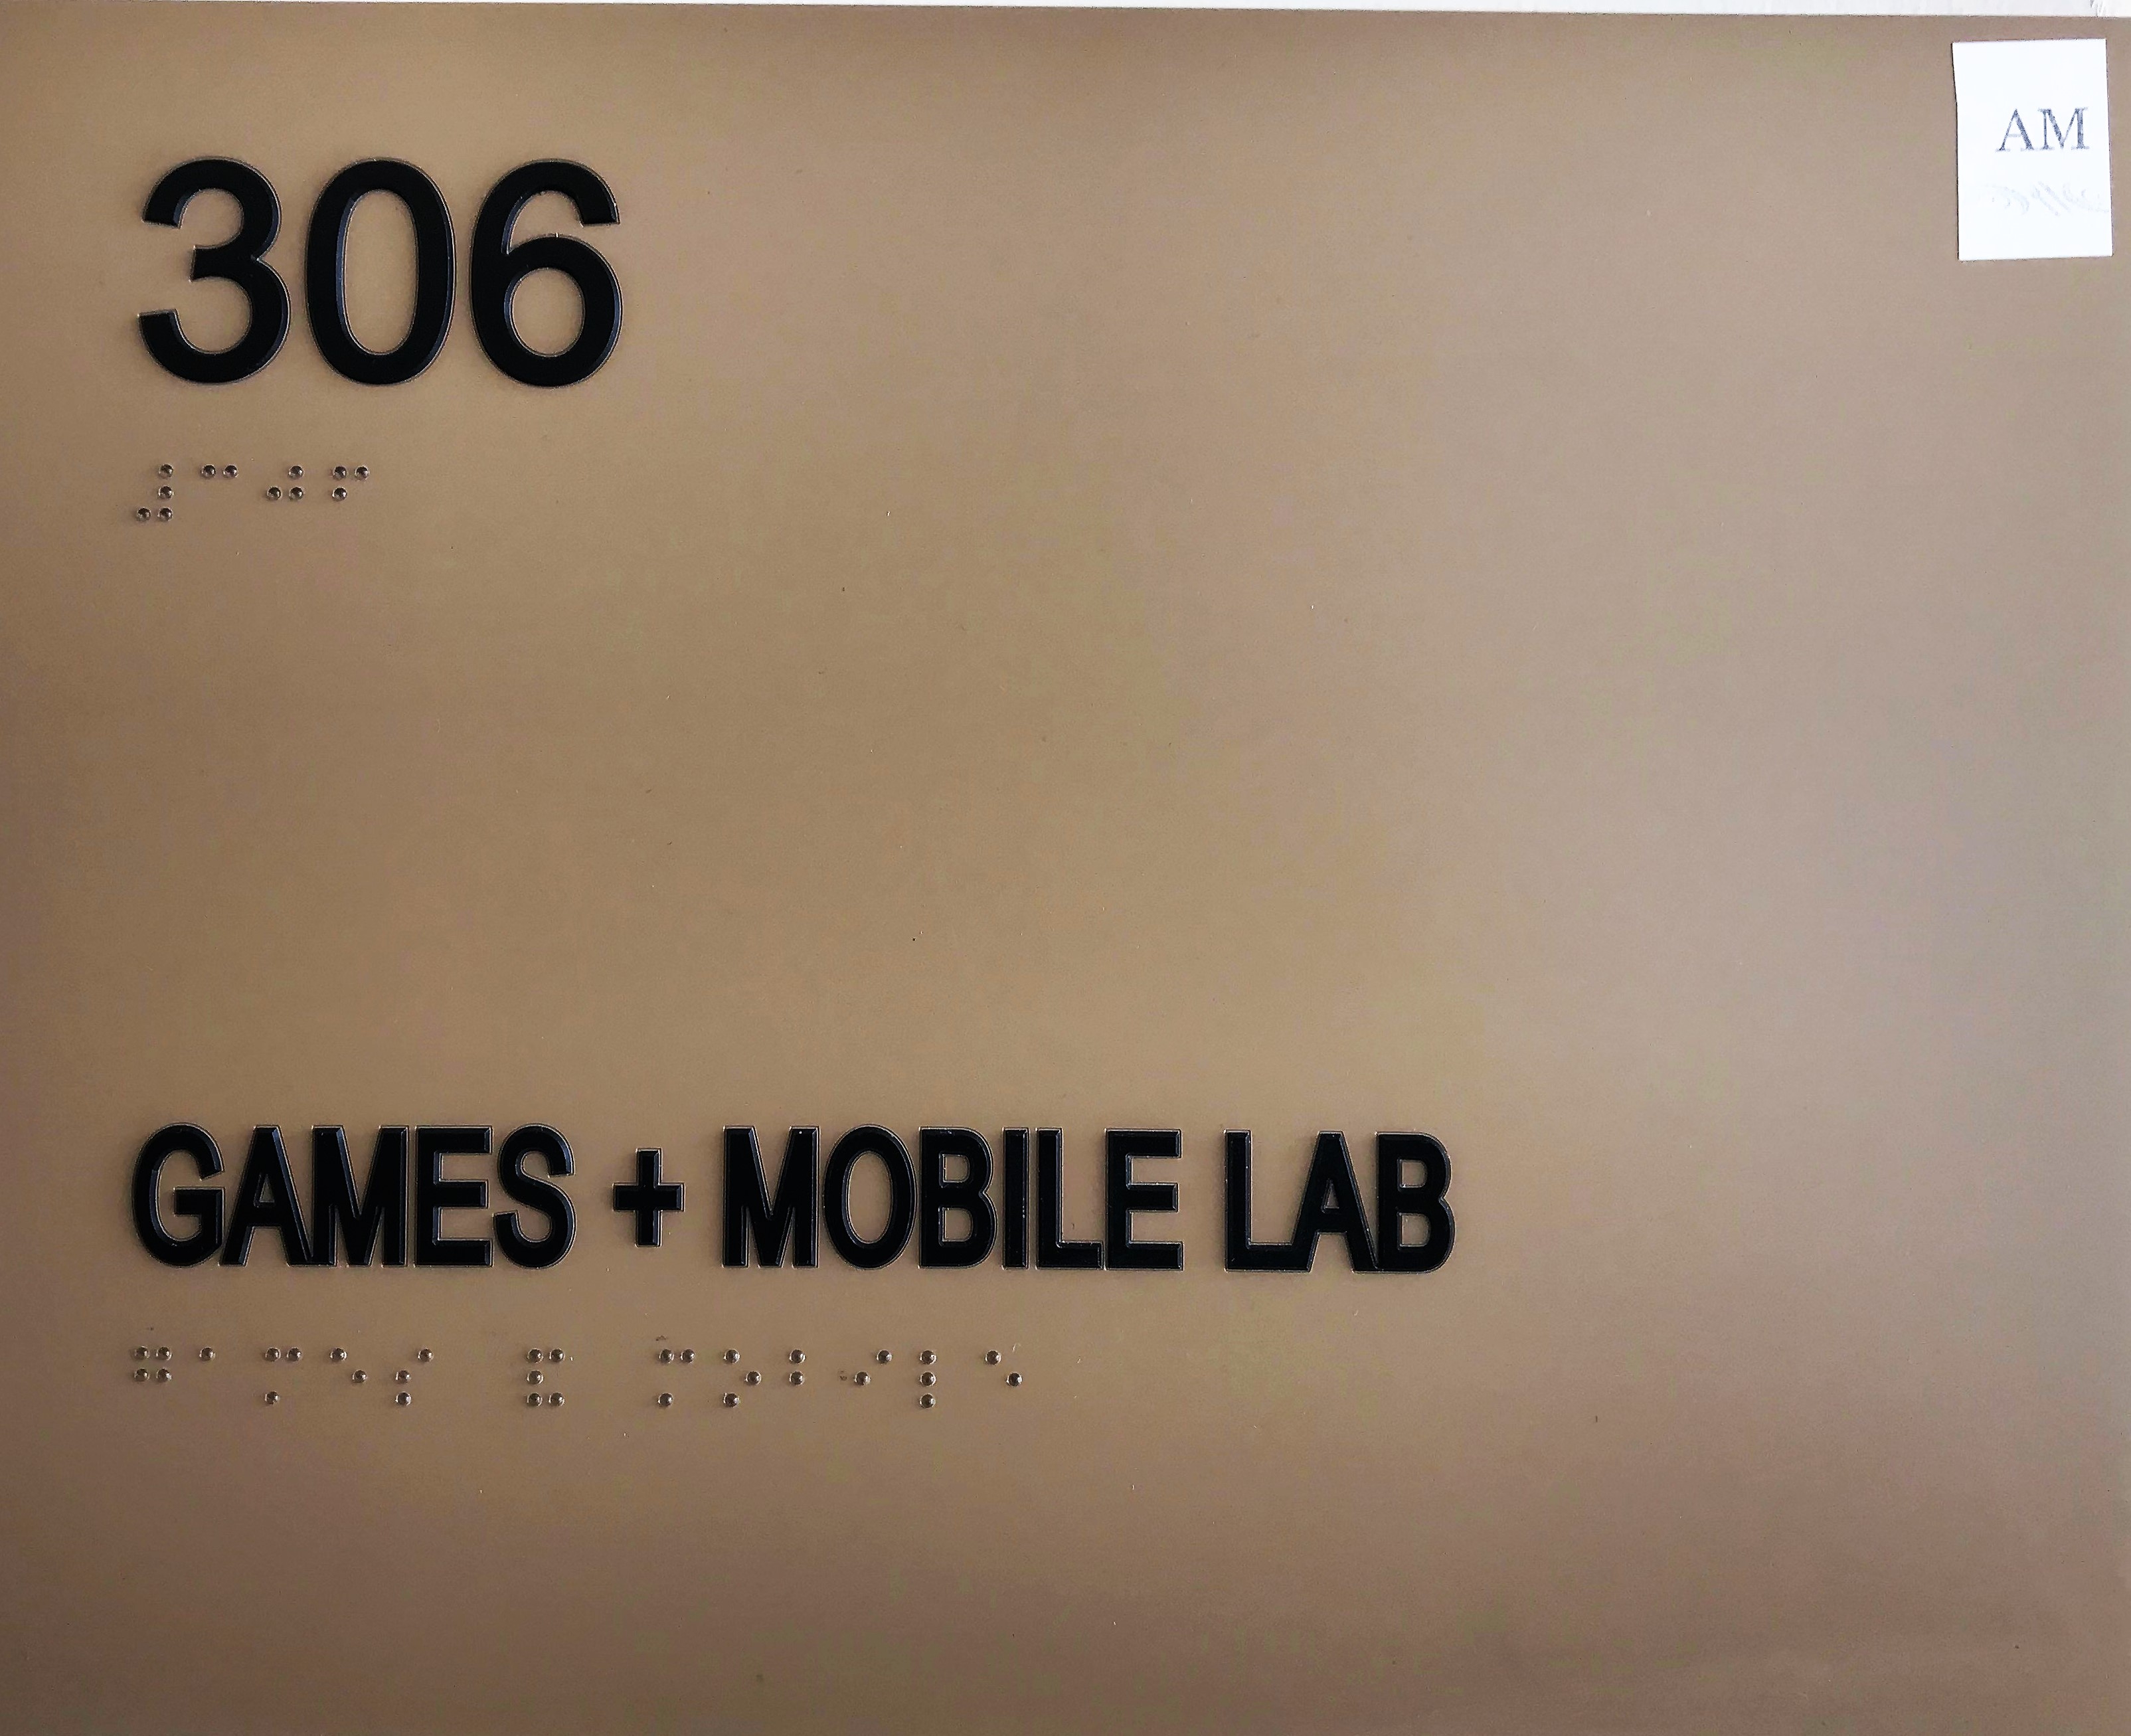 AM
306
⠼⠉⠚⠋
GAMES + MOBILE LAB
⠛⠁⠍⠑⠎ ⠯ ⠍⠕⠃⠊⠇⠑